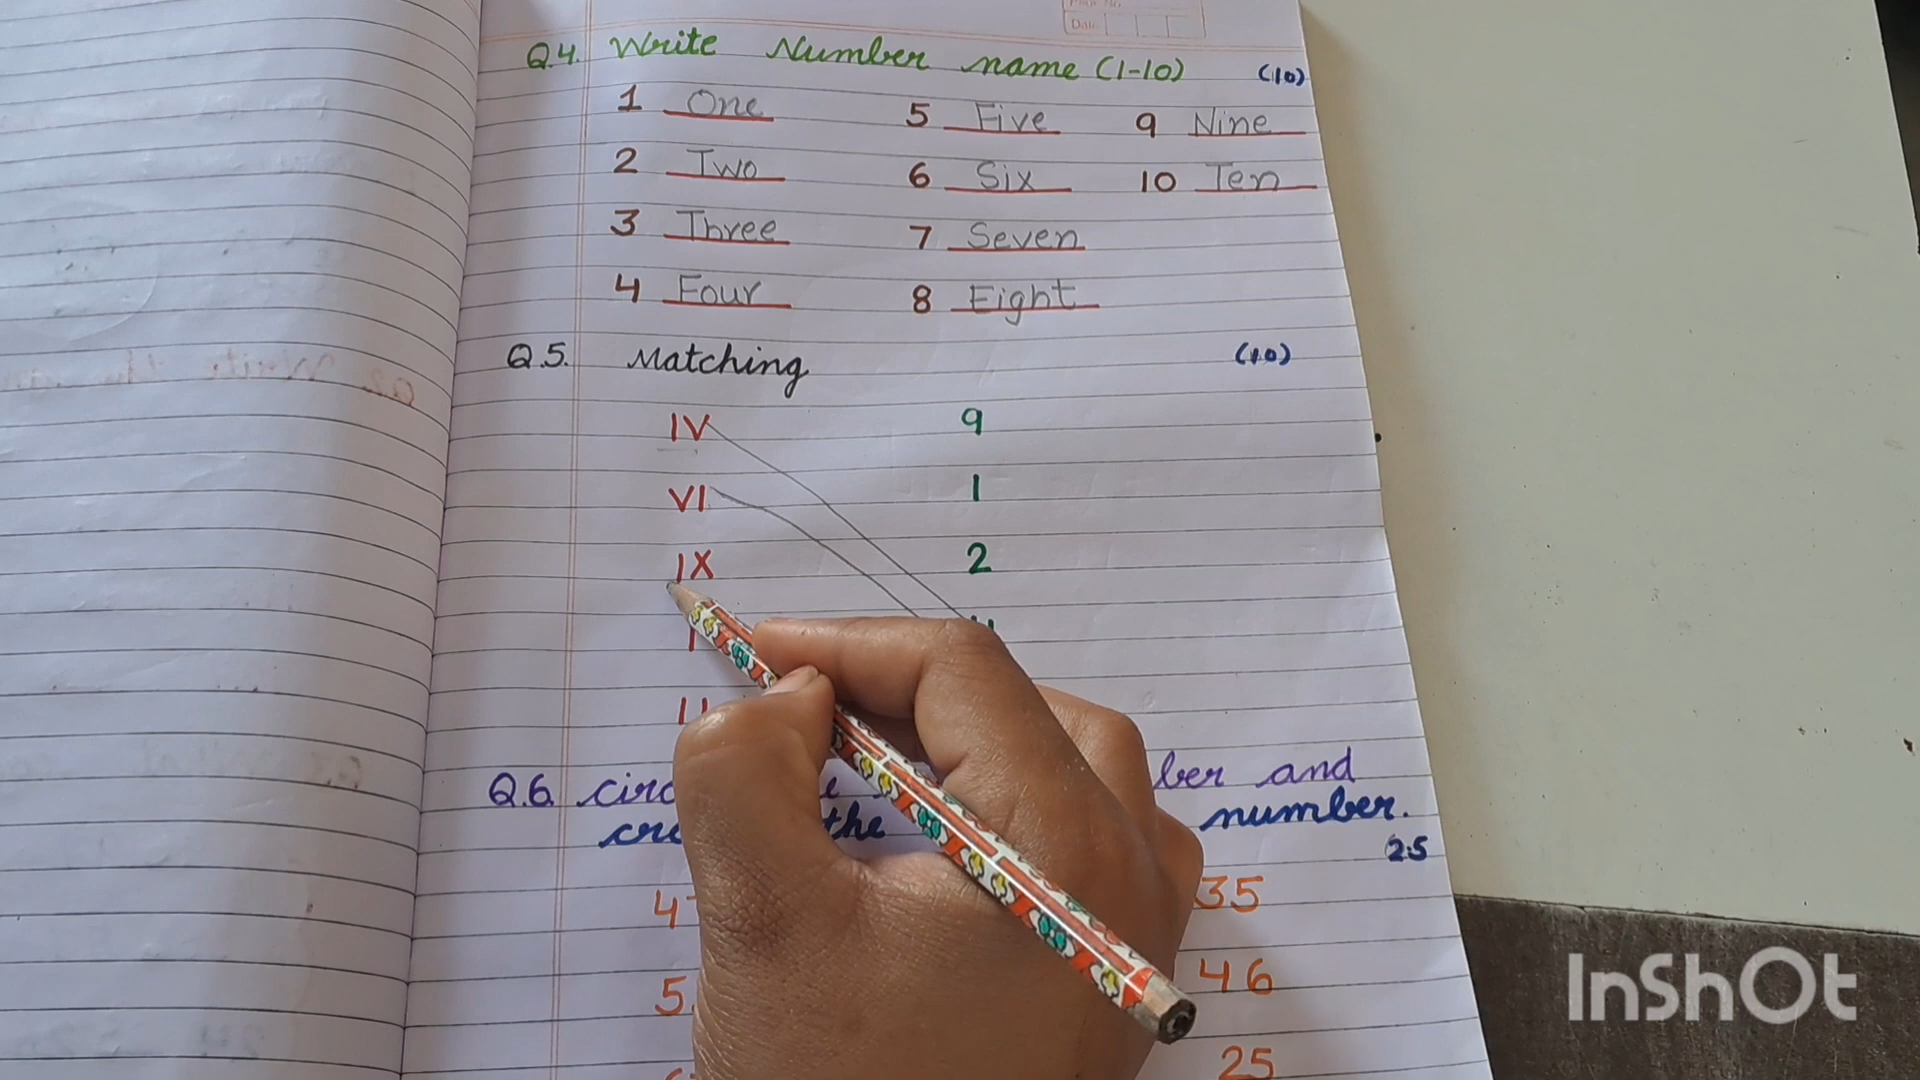 Date
Q.4. Write Number name (1-10) (10)
1 One 5 Five 9 Nine
2 Two 6 Six 10 Ten
3 Three 7 Seven
4 Four 8 Eight
Q.5. Matching (10)
IV 9
VI 1
IX 2
I
Q.6. and
the number.
25
35
46
25
InShOt